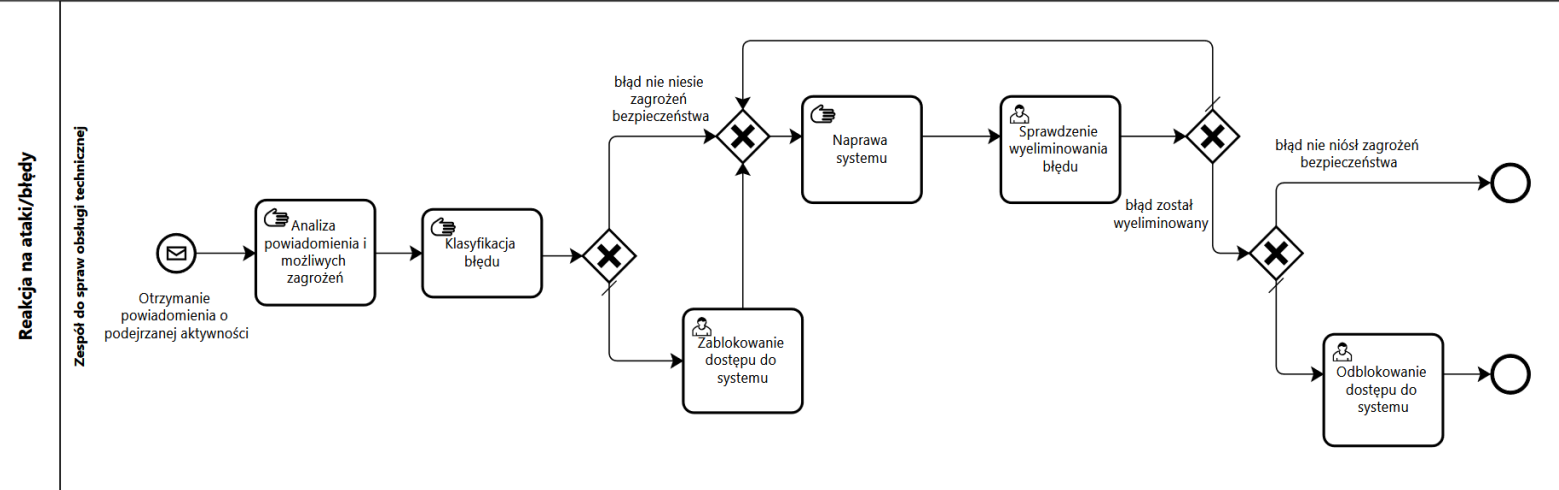 Reakcja na ataki/błędy
Zespół do spraw obsługi technicznej
Otrzymanie
powiadomienia o
podejrzanej aktywności
Analiza
powiadomienia i
możliwych
zagrożeń
Klasyfikacja
błędu
błąd nie niesie
zagrożeń
bezpieczeństwa
Zablokowanie
dostępu do
systemu
Naprawa
systemu
Sprawdzenie
wyeliminowania
błędu
błąd został
wyeliminowany
błąd nie niósł zagrożeń
bezpieczeństwa
Odblokowanie
dostępu do
systemu